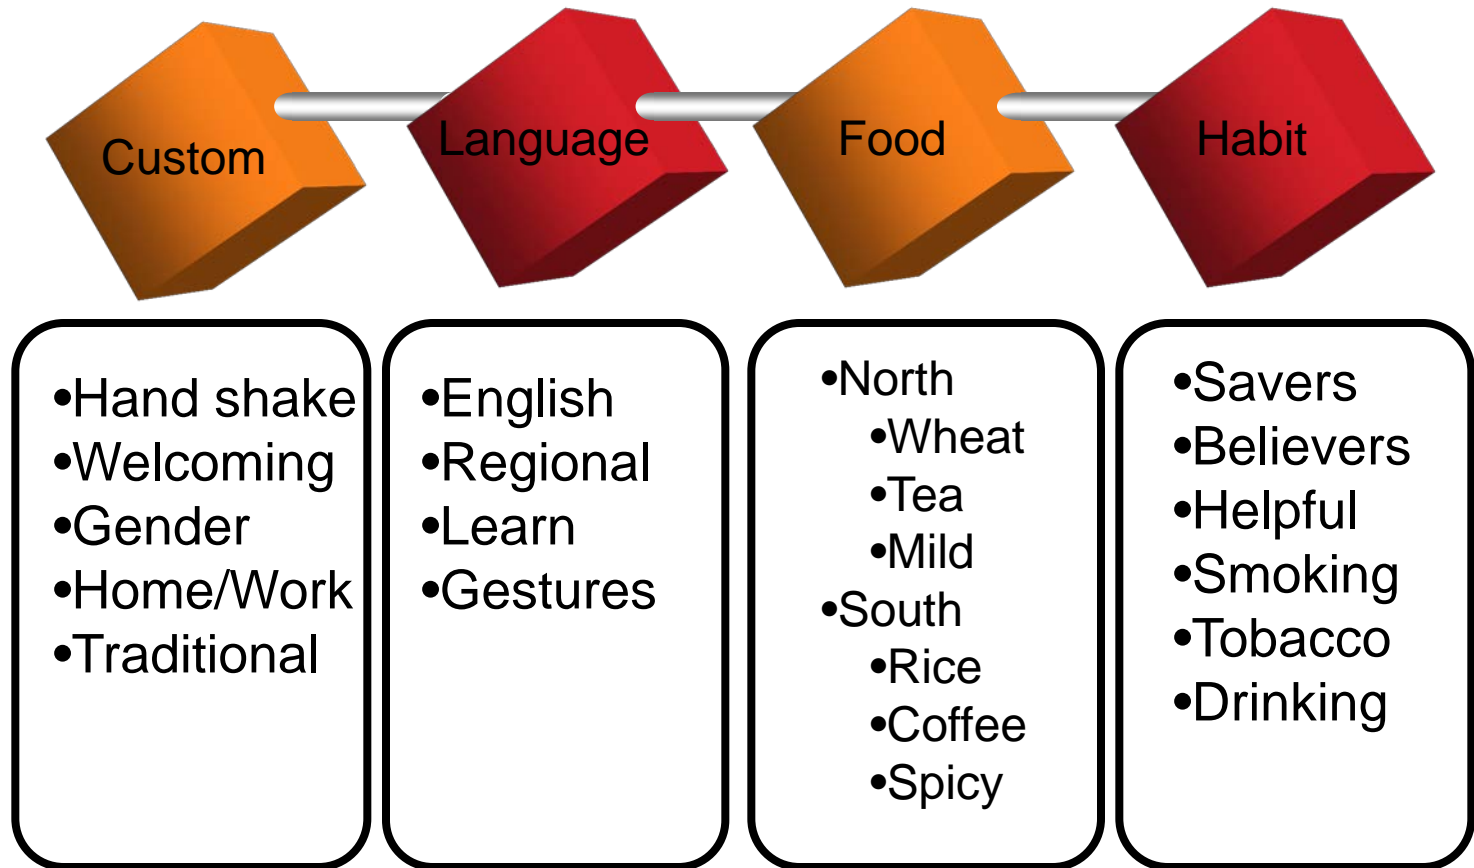 Custom
Language
Food
Habit
•Hand shake
•Welcoming
•Gender
•Home/Work
•Traditional
•English
•Regional
•Learn
•Gestures
•North
•Wheat
•Tea
•Mild
•South
•Rice
•Coffee
•Spicy
•Savers
•Believers
•Helpful
•Smoking
•Tobacco
•Drinking